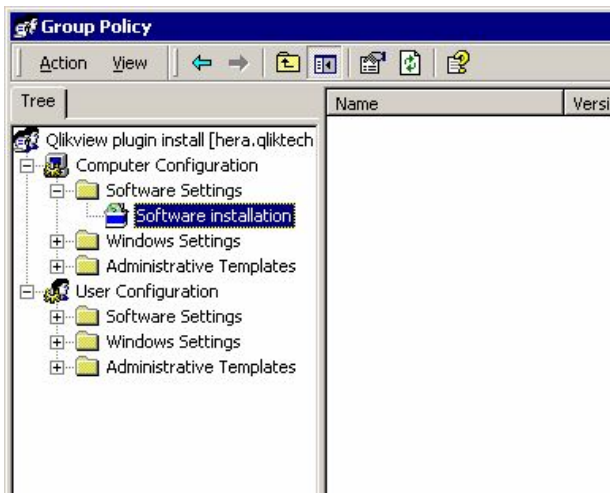 Group Policy
Action View
Tree
Name Versi
Qlikview plugin install [hera.qliktech
Computer Configuration
Software Settings
Software installation
Windows Settings
Administrative Templates
User Configuration
Software Settings
Windows Settings
Administrative Templates